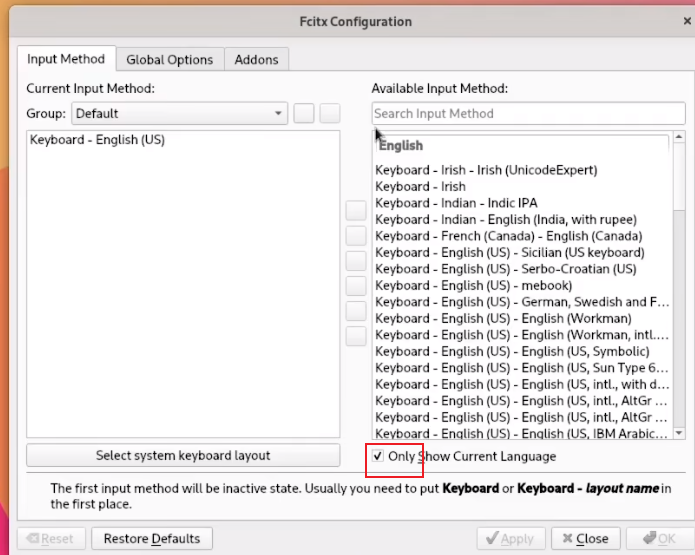 Fcitx Configuration
Input Method
Global Options
Addons
Current Input Method:
Group: Default
Keyboard - English (US)
Select system keyboard layout
Available Input Method:
Search Input Method
English
Keyboard - Irish - Irish (UnicodeExpert)
Keyboard - Irish
Keyboard - Indian - Indic IPA
Keyboard - Indian - English (India, with rupee)
Keyboard - French (Canada) - English (Canada)
Keyboard - English (US) - Sicilian (US keyboard)
Keyboard - English (US) - Serbo-Croatian (US)
Keyboard - English (US) - mebook)
Keyboard - English (US) - German, Swedish and F...
Keyboard - English (US) - English (Workman)
Keyboard - English (US) - English (Workman, intl....
Keyboard - English (US) - English (US, Symbolic)
Keyboard - English (US) - English (US, Sun Type 6...
Keyboard - English (US) - English (US, intl., with d...
Keyboard - English (US) - English (US, intl., AltGr ...
Keyboard - English (US) - English (US, intl., AltGr ...
Keyboard - English (US) - English (US, IBM Arabic...
Only Show Current Language
The first input method will be inactive state. Usually you need to put Keyboard or Keyboard - layout name in
the first place.
Reset
Restore Defaults
Apply
Close
OK